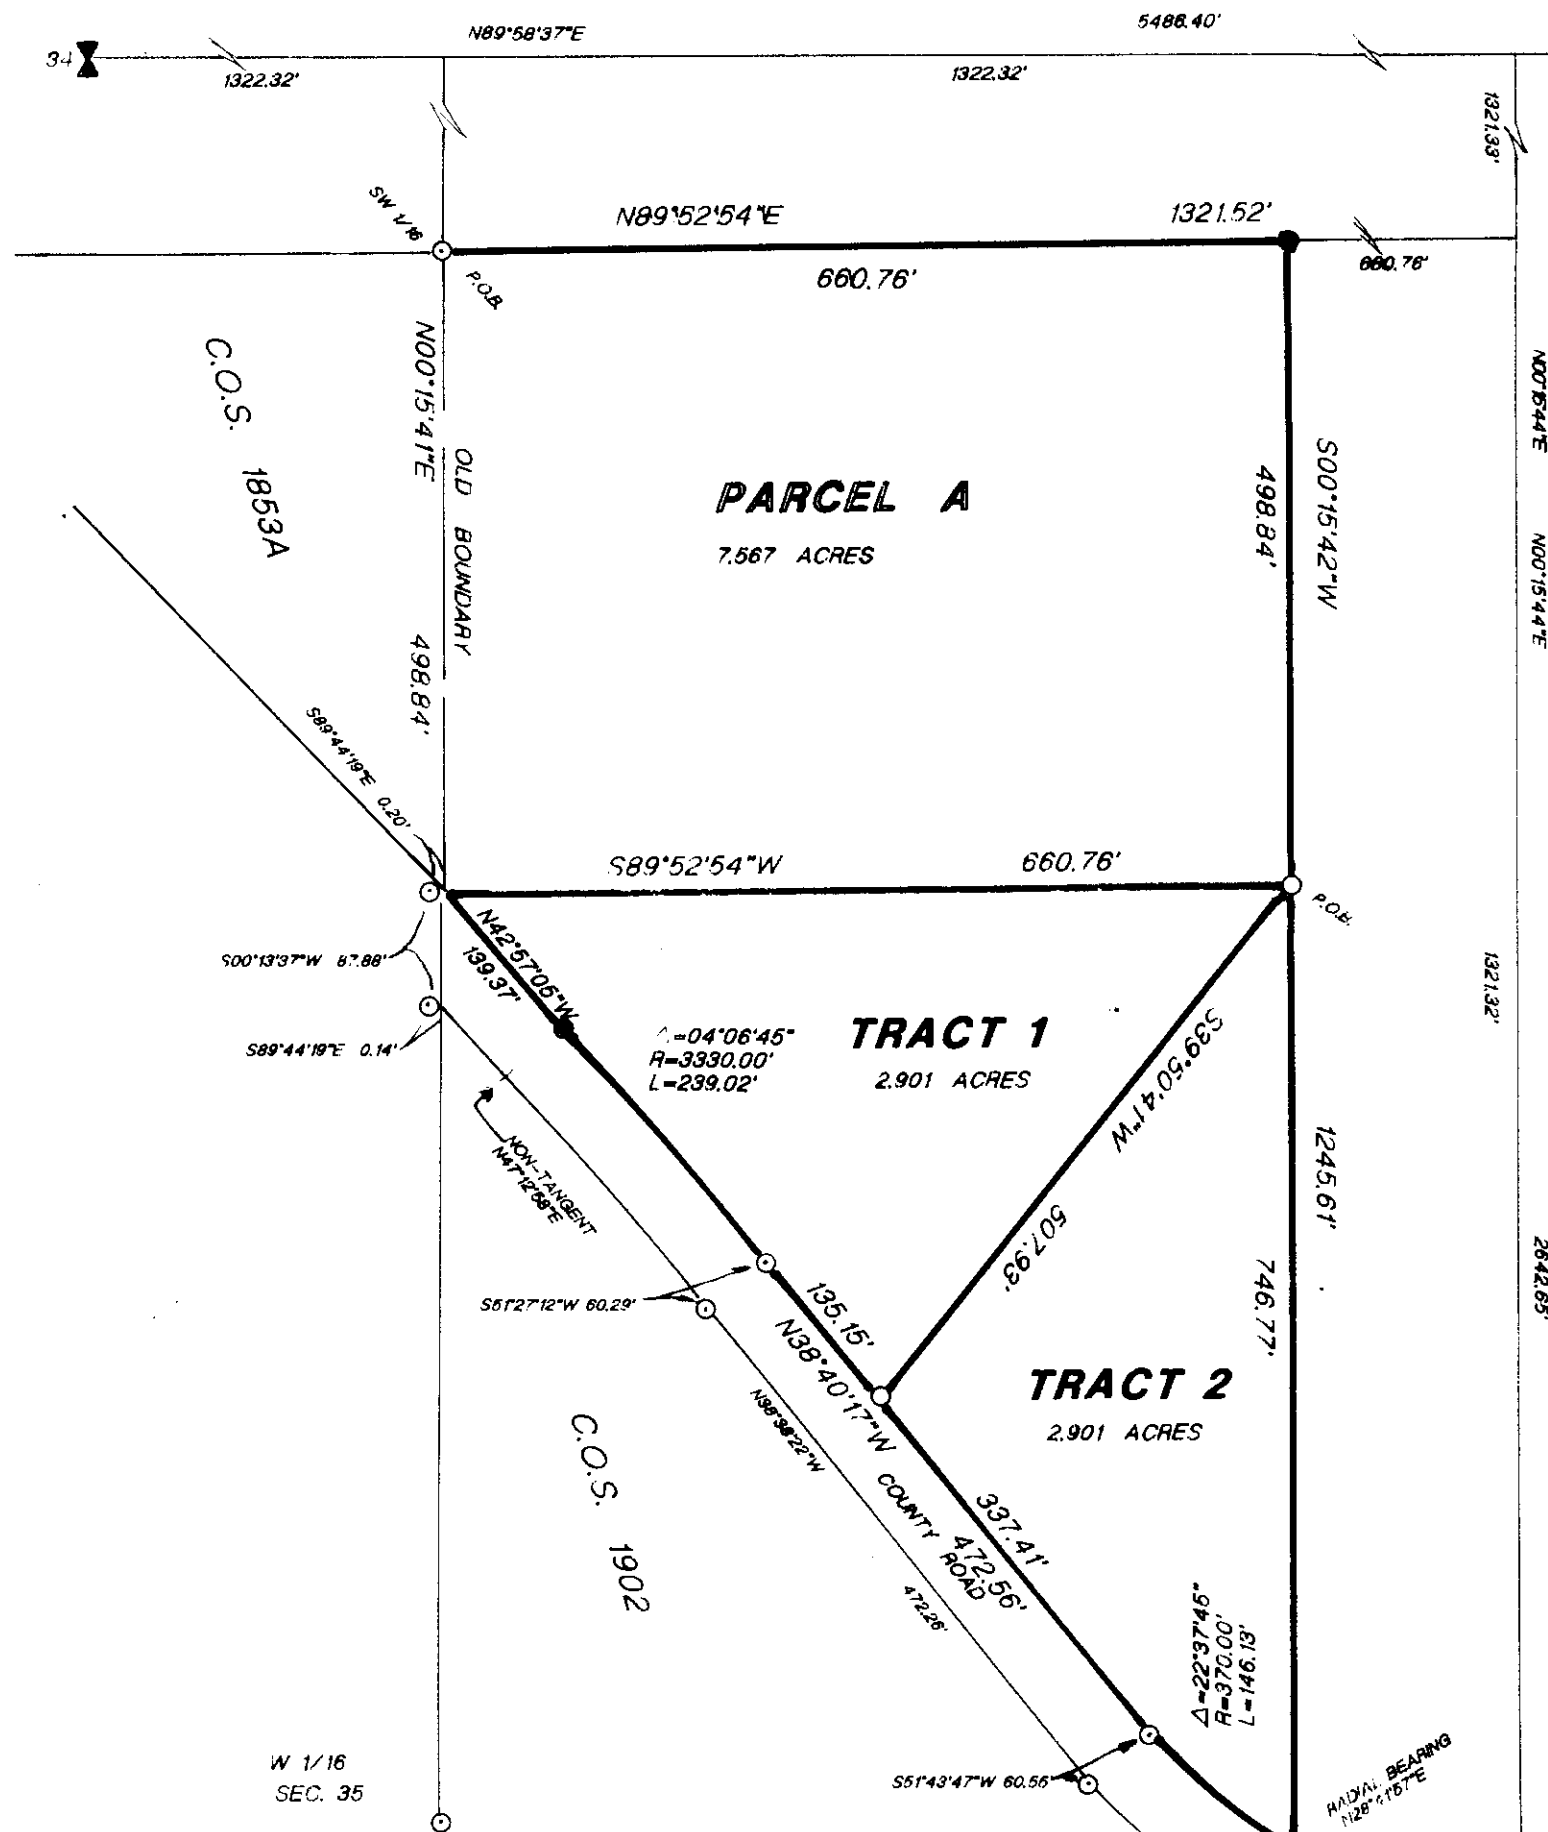 N89°58'37"E
5486.40'
34
1322.32'
1322.32'
1321.33'
SW 1/16
N89°52'54"E
1321.52'
660.76'
660.76'
P.O.B.
N00°15'41"E
OLD BOUNDARY
498.84'
C.O.S. 1853A
PARCEL A
7.567 ACRES
498.84'
S00°15'42"W
N00°15'44"E
N00°15'44"E
S89°44'19"E 0.20'
S89°52'54"W
660.76'
P.O.B.
S00°13'37"W 87.88'
N42°57'05"W
139.37'
S89°44'19"E 0.14'
Δ=04°06'45"
R=3330.00'
L=239.02'
TRACT 1
2.901 ACRES
S39°50'41"W
507.93'
1321.32'
1245.61'
746.77'
2642.65'
NON-TANGENT
N47°12'58"E
S51°27'12"W 60.29'
135.15'
N38°40'17"W
TRACT 2
2.901 ACRES
N38°38'22"W
472.26'
COUNTY ROAD
337.41'
472.56'
C.O.S. 1902
Δ=22°37'45"
R=370.00'
L=146.13'
W 1/16
SEC. 35
S51°43'47"W 60.56'
RADIAL BEARING